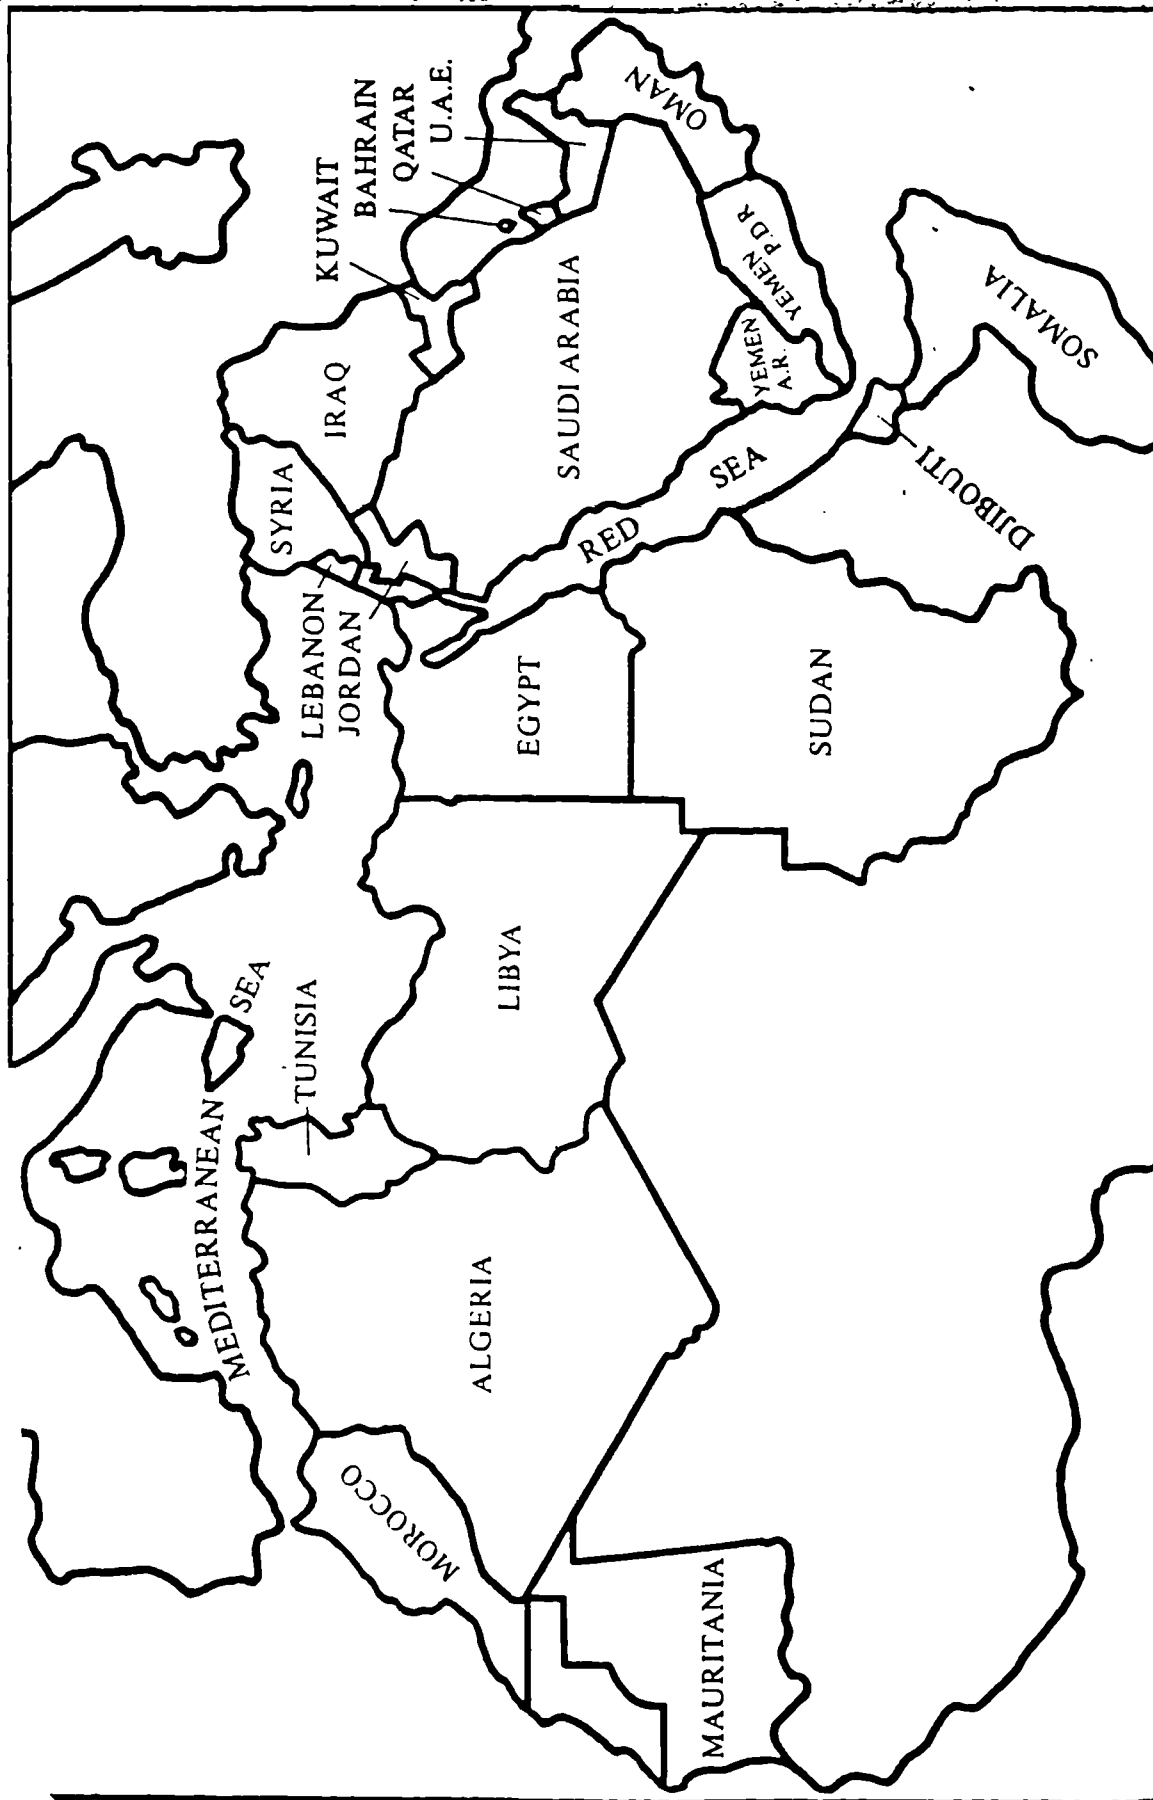 KUWAIT
BAHRAIN
QATAR
U.A.E.
OMAN
IRAQ
SYRIA
SAUDI ARABIA
YEMEN
P.D.R
YEMEN
A.R.
SOMALIA
DJIBOUTI
RED
SEA
LEBANON
JORDAN
EGYPT
SUDAN
LIBYA
TUNISIA
MEDITERRANEAN
SEA
ALGERIA
MOROCCO
MAURITANIA